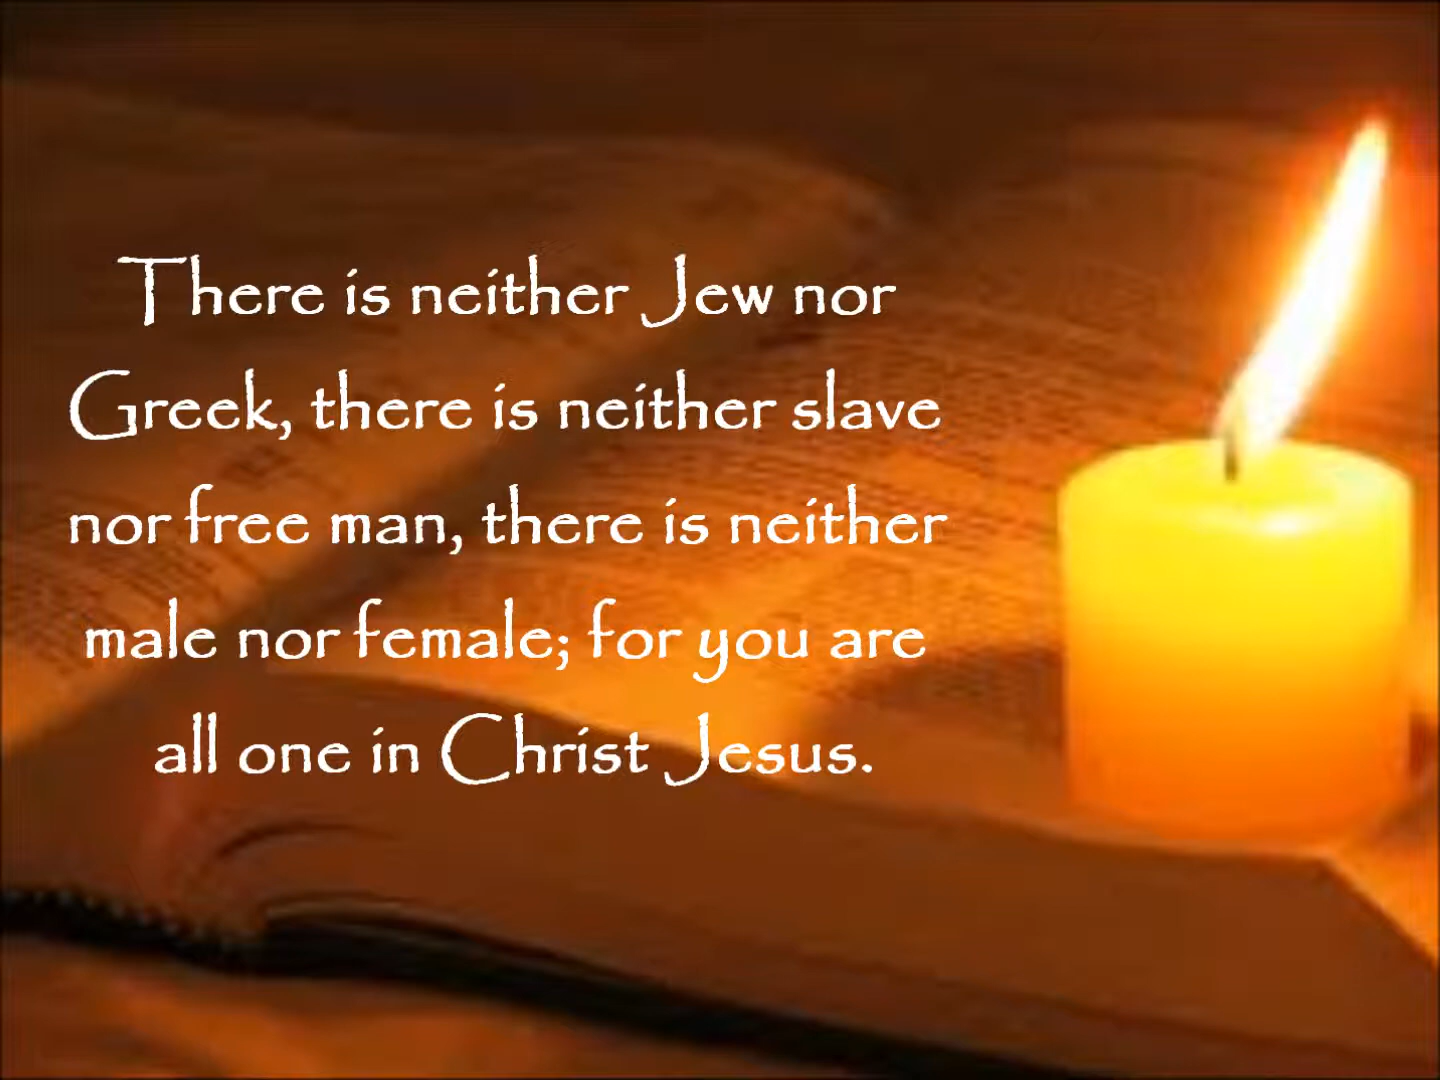 There is neither Jew nor
Greek, there is neither slave
nor free man, there is neither
male nor female; for you are
all one in Christ Jesus.